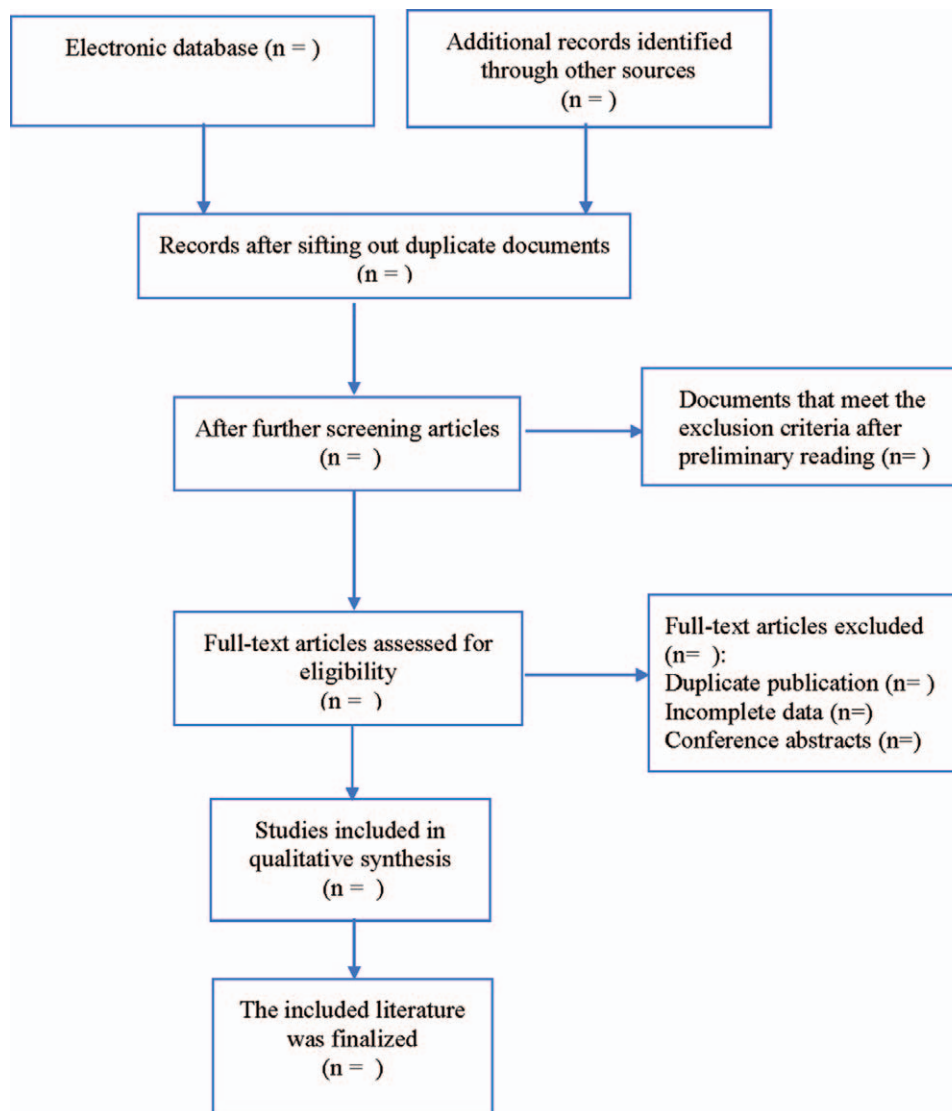 Electronic database (n = )
Additional records identified
through other sources
(n = )
Records after sifting out duplicate documents
(n = )
After further screening articles
(n =  )
Documents that meet the
exclusion criteria after
preliminary reading (n= )
Full-text articles assessed for
eligibility
(n =  )
Full-text articles excluded
(n=  ):
Duplicate publication (n= )
Incomplete data (n=)
Conference abstracts (n=)
Studies included in
qualitative synthesis
(n =  )
The included literature
was finalized
(n =  )